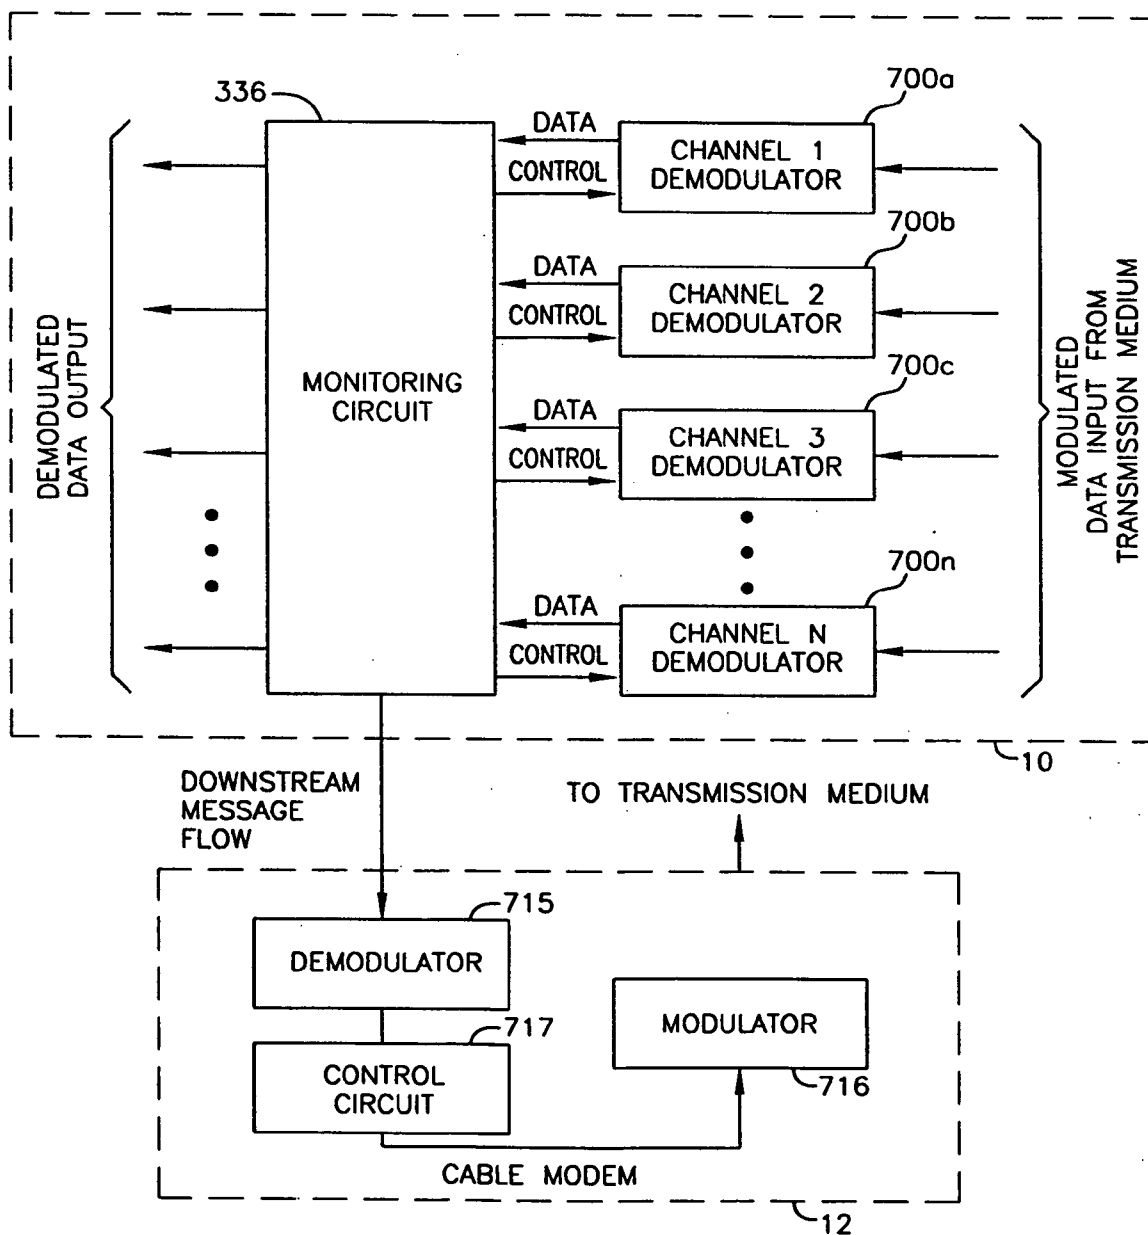 336
700a
DATA
CONTROL
CHANNEL 1
DEMODULATOR
700b
DATA
CONTROL
CHANNEL 2
DEMODULATOR
DEMODULATED
DATA OUTPUT
MONITORING
CIRCUIT
700c
DATA
CONTROL
CHANNEL 3
DEMODULATOR
MODULATED
DATA INPUT FROM
TRANSMISSION MEDIUM
700n
DATA
CONTROL
CHANNEL N
DEMODULATOR
10
DOWNSTREAM
MESSAGE
FLOW
TO TRANSMISSION MEDIUM
715
DEMODULATOR
717
CONTROL
CIRCUIT
MODULATOR
716
CABLE MODEM
12